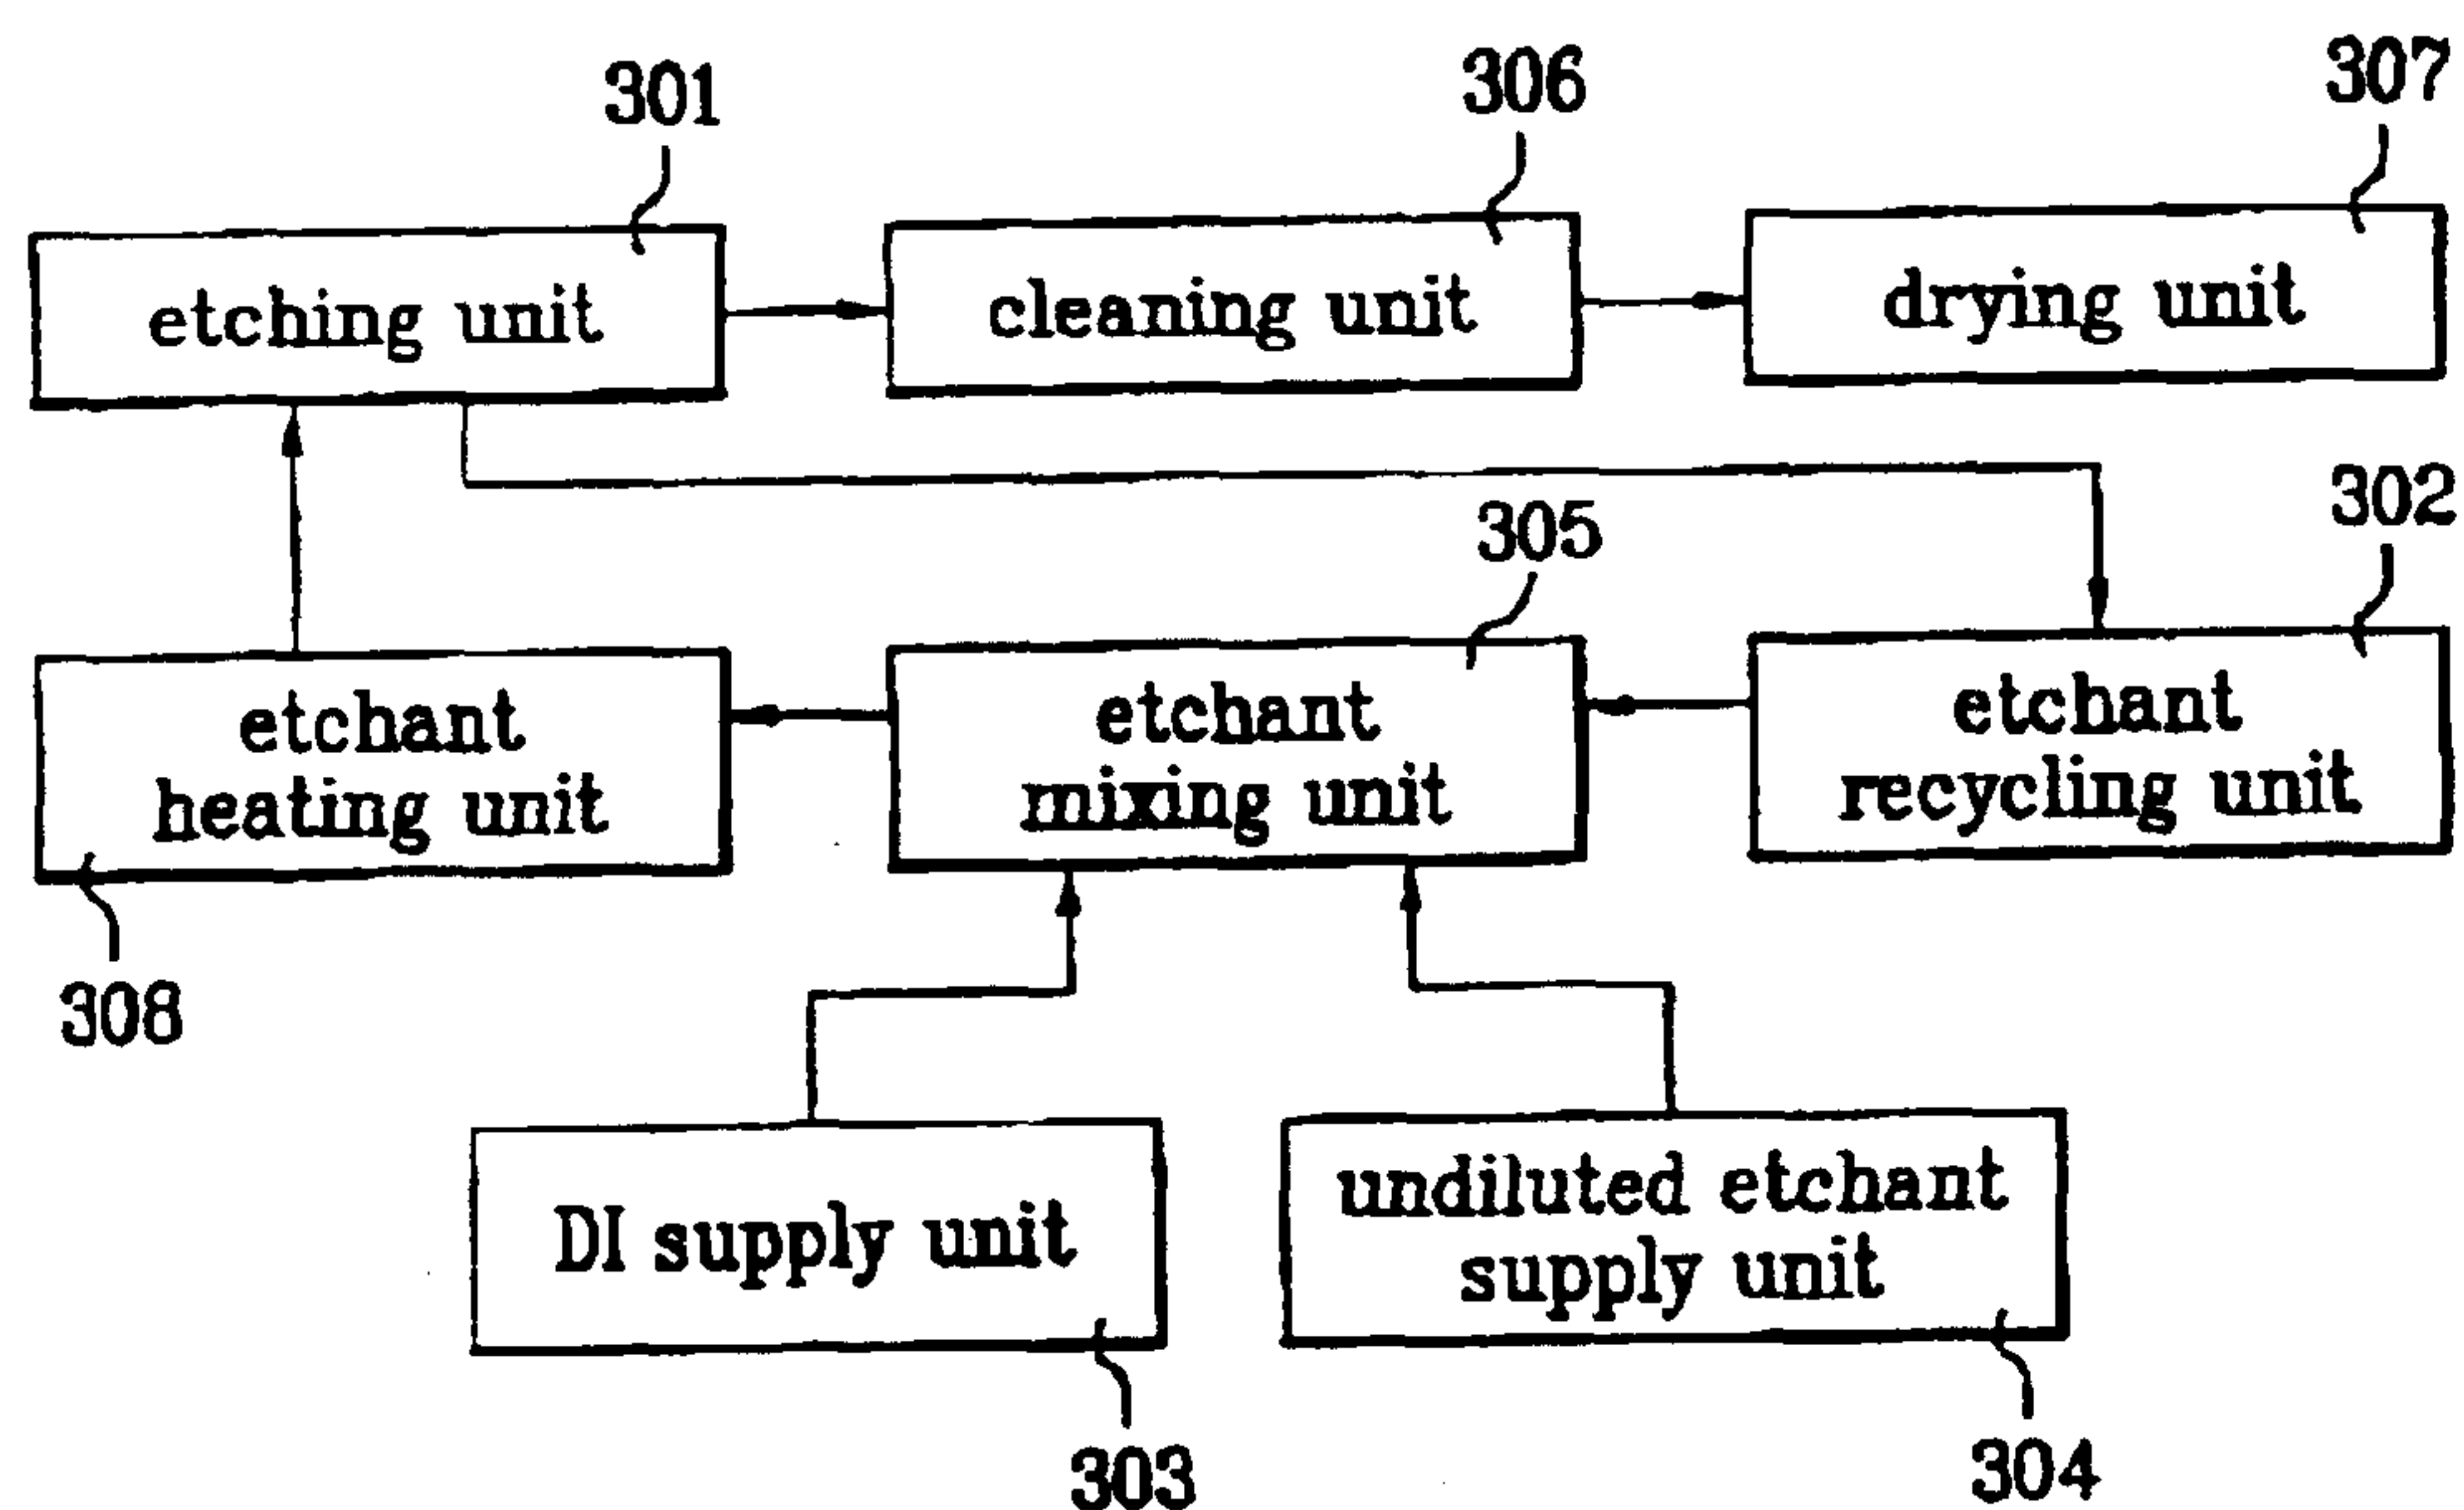 301
306
307
etching unit
cleaning unit
drying unit
305
302
etchant
heating unit
etchant
mixing unit
etchant
recycling unit
308
DI supply unit
undiluted etchant
supply unit
303
304